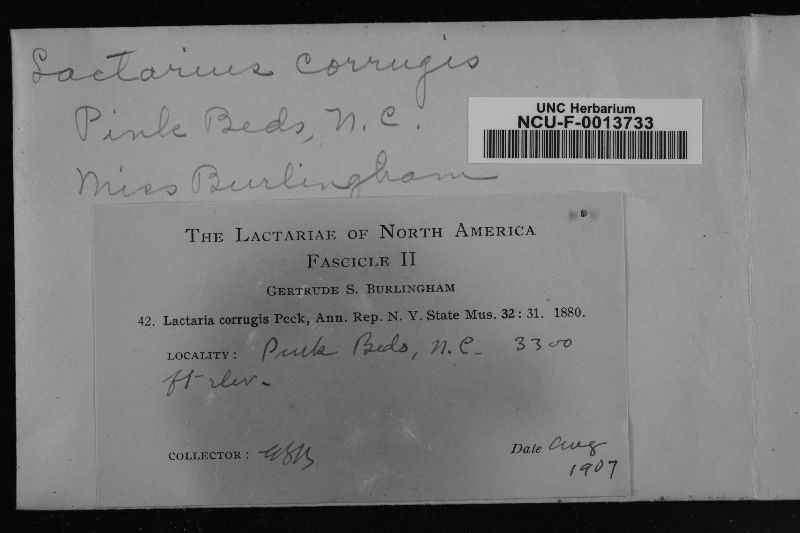 Lactarius corrugis
Pink Beds, N.C.
Miss Burlingham
UNC Herbarium
NCU-F-0013733
THE LACTARIAE OF NORTH AMERICA
FASCICLE II
GERTRUDE S. BURLINGHAM
42. Lactaria corrugis Peck, Ann. Rep. N. Y. State Mus. 32: 31. 1880.
LOCALITY: Pink Beds, N.C. 3300
ft elev.
COLLECTOR: GSB
Date Aug
1907